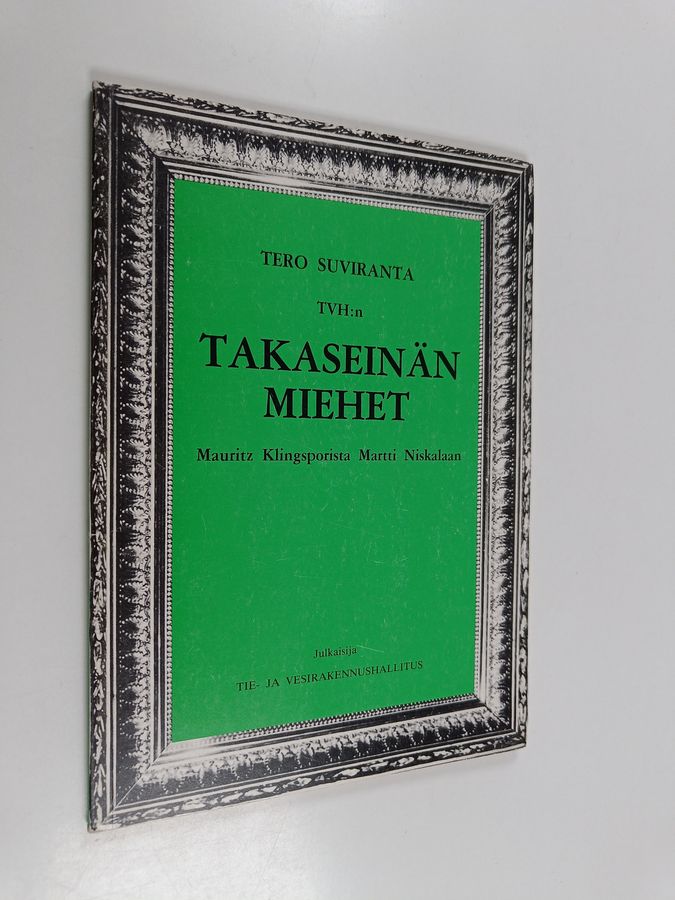 TERO SUVIRANTA
TVH:n
TAKASEINÄN
MIEHET
Mauritz Klingsporista Martti Niskalaan
Julkaisija
TIE- JA VESIRAKENNUSHALLITUS